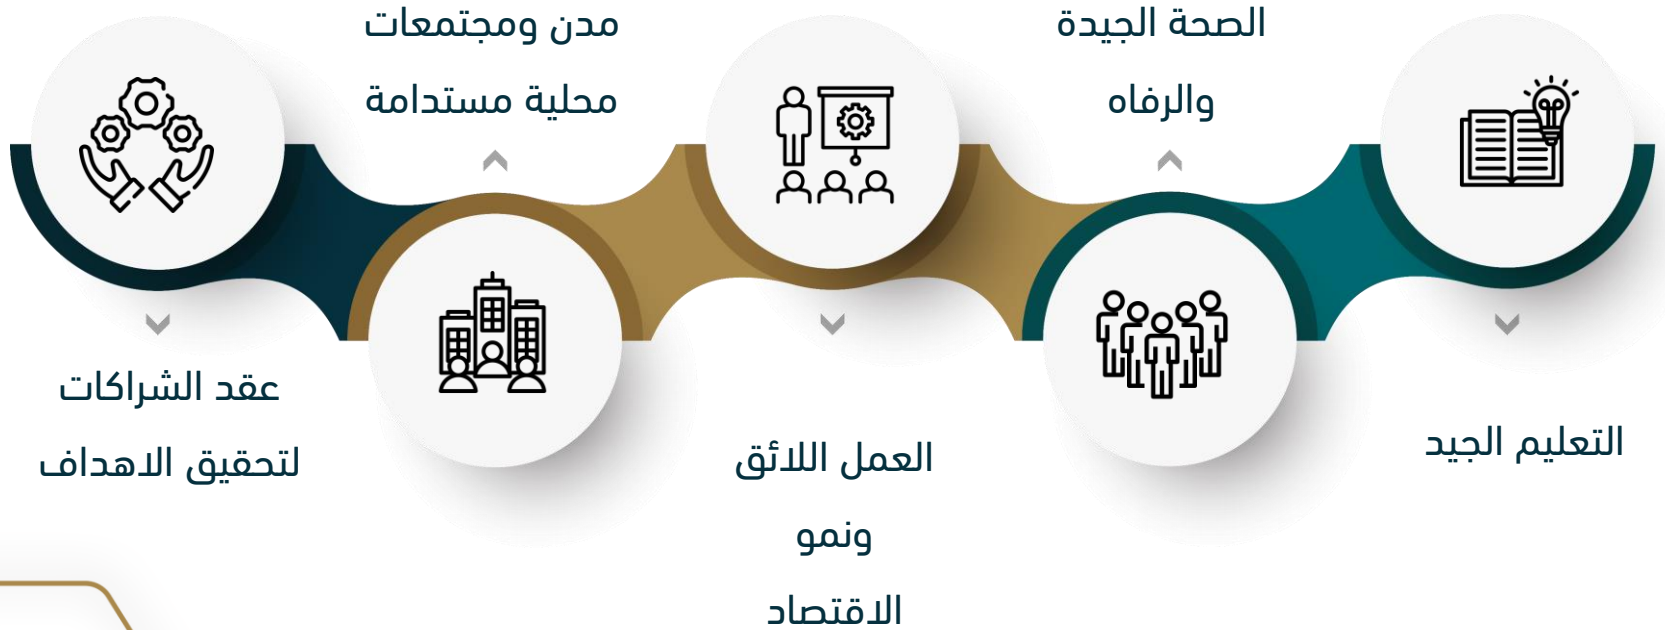 التعليم الجيد
الصحة الجيدة
والرفاه
العمل اللائق
ونمو
الاقتصاد
مدن ومجتمعات
محلية مستدامة
عقد الشراكات
لتحقيق الاهداف